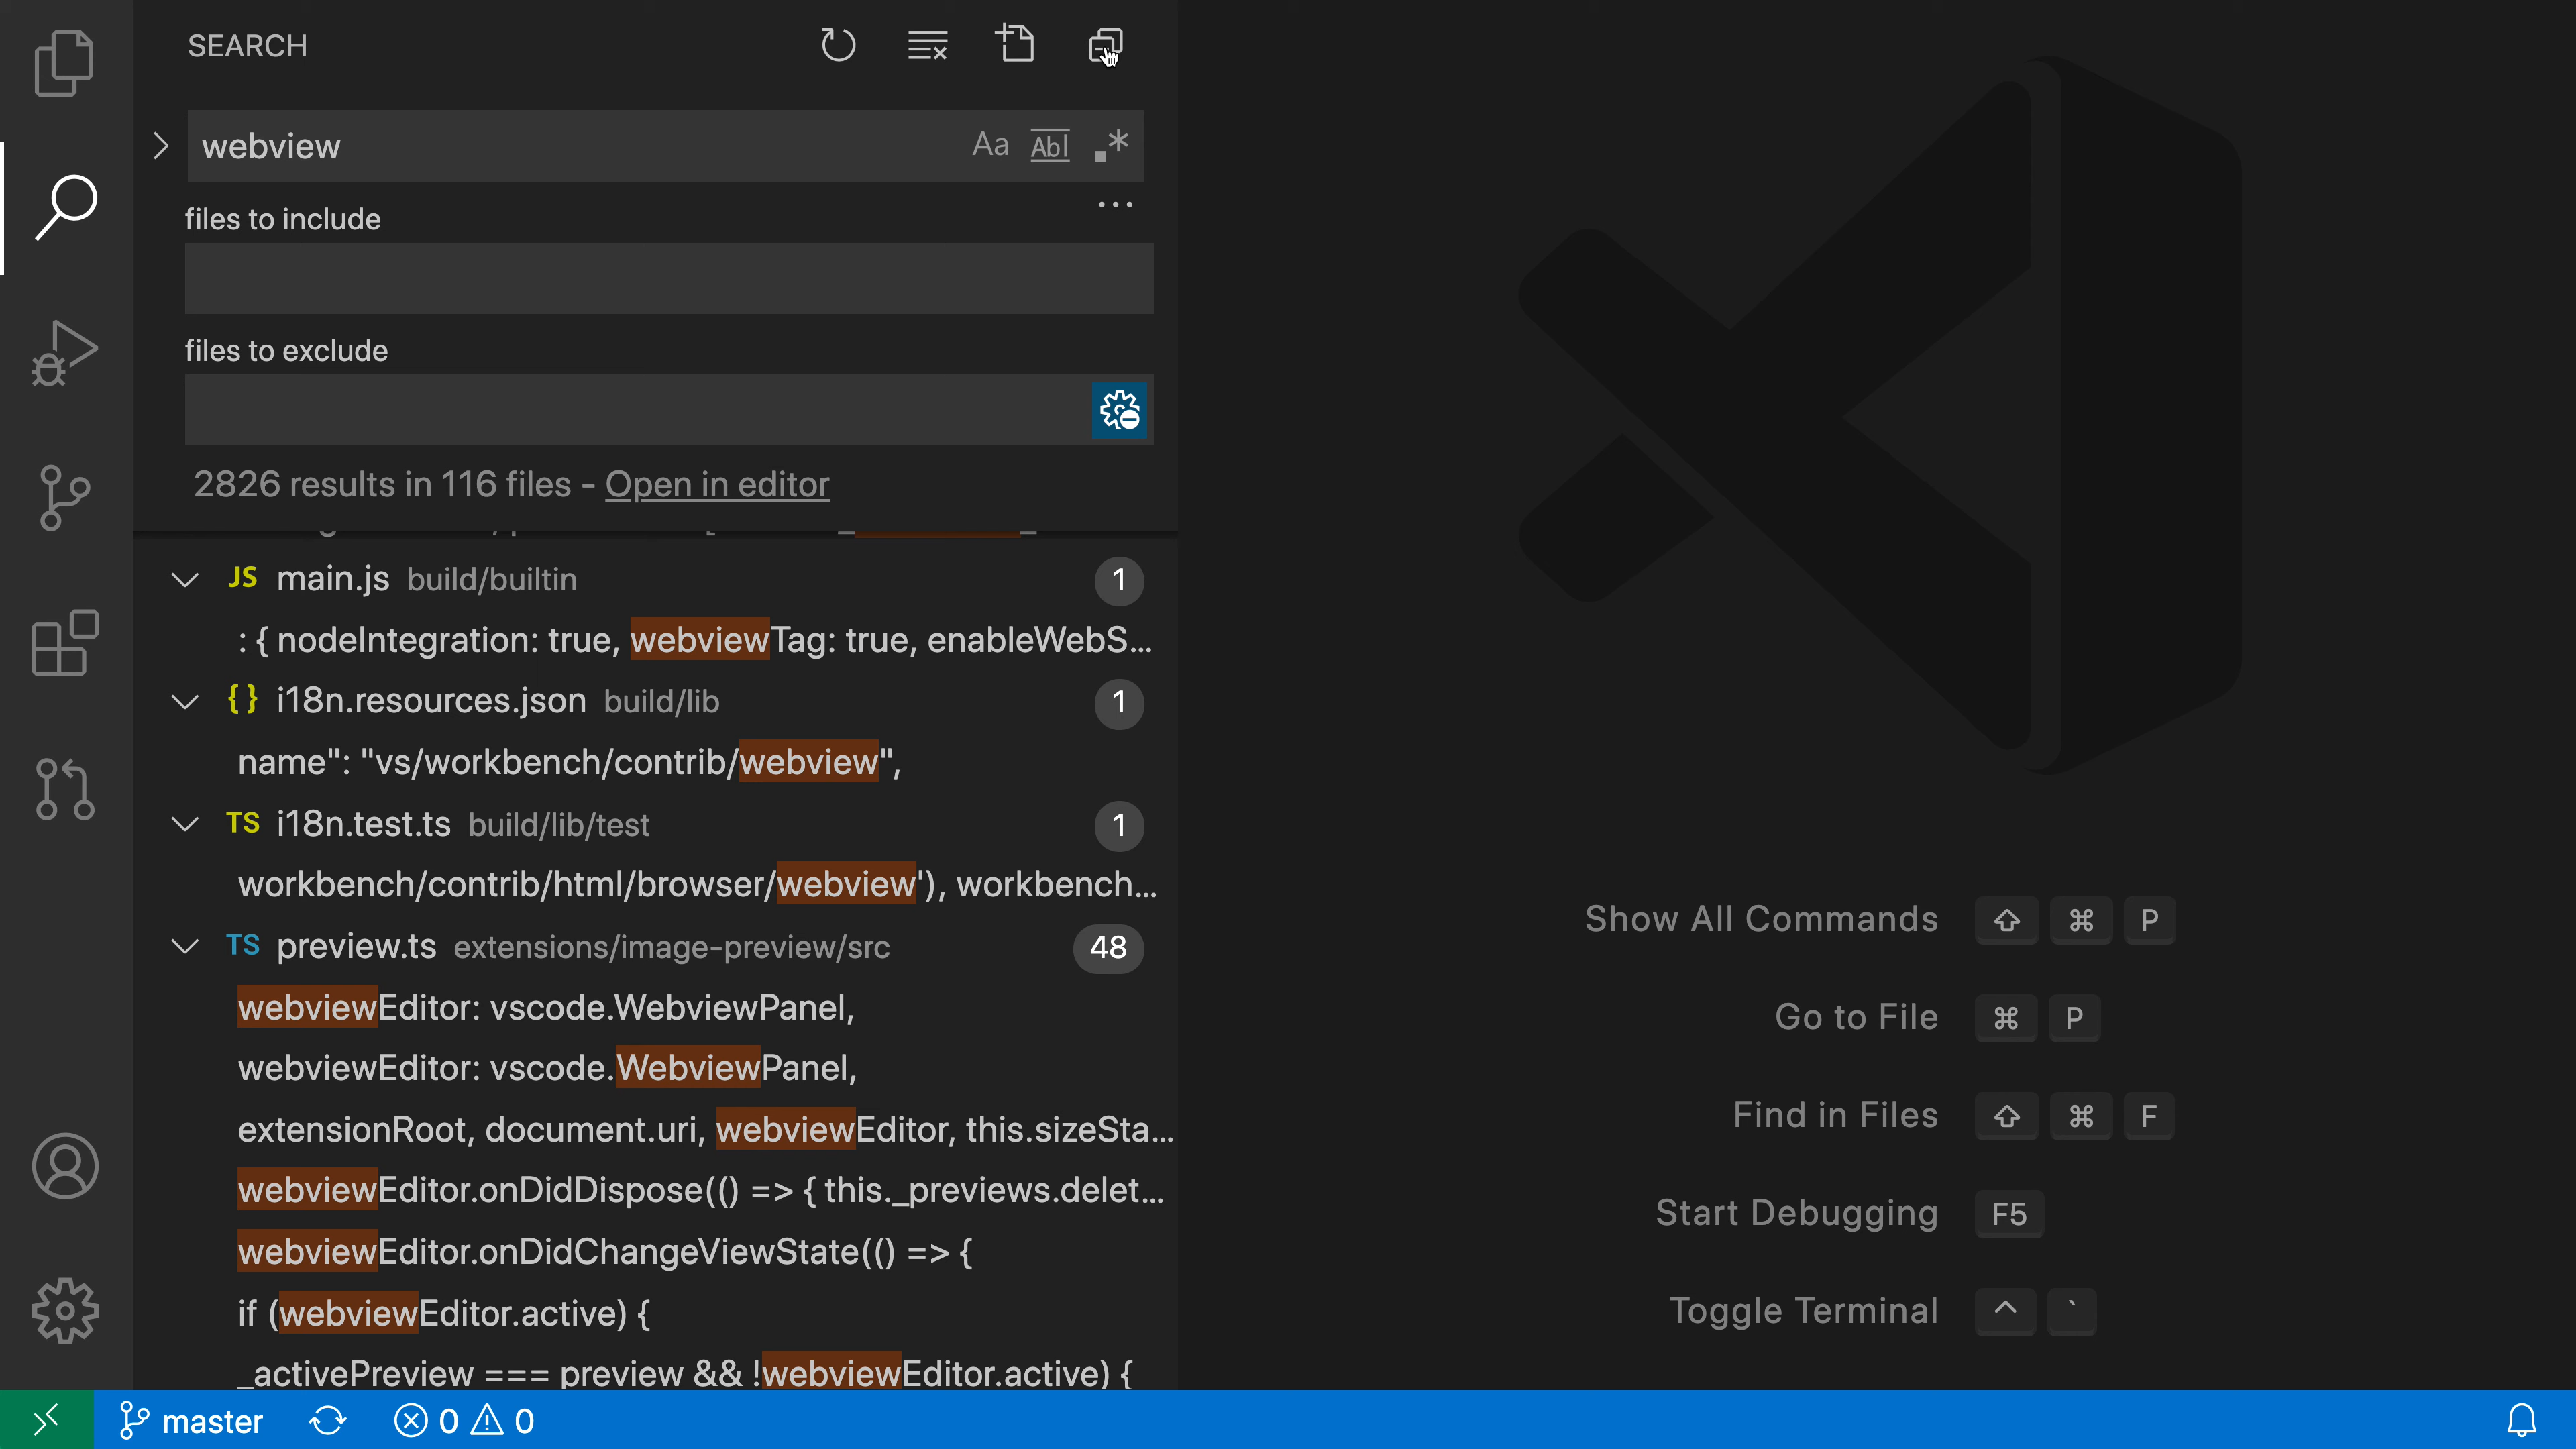 SEARCH
webview
Aa Abl .*
files to include
...
files to exclude
2826 results in 116 files - Open in editor
JS main.js build/builtin 1
: { nodeIntegration: true, webviewTag: true, enableWebS...
{} i18n.resources.json build/lib 1
name": "vs/workbench/contrib/webview",
TS i18n.test.ts build/lib/test 1
workbench/contrib/html/browser/webview'), workbench...
TS preview.ts extensions/image-preview/src 48
webviewEditor: vscode.WebviewPanel,
webviewEditor: vscode.WebviewPanel,
extensionRoot, document.uri, webviewEditor, this.sizeSta...
webviewEditor.onDidDispose(() => { this._previews.delet...
webviewEditor.onDidChangeViewState(() => {
if (webviewEditor.active) {
_activePreview === preview && !webviewEditor.active) {
Show All Commands ⇧ ⌘ P
Go to File ⌘ P
Find in Files ⇧ ⌘ F
Start Debugging F5
Toggle Terminal ^ `
master 0 0